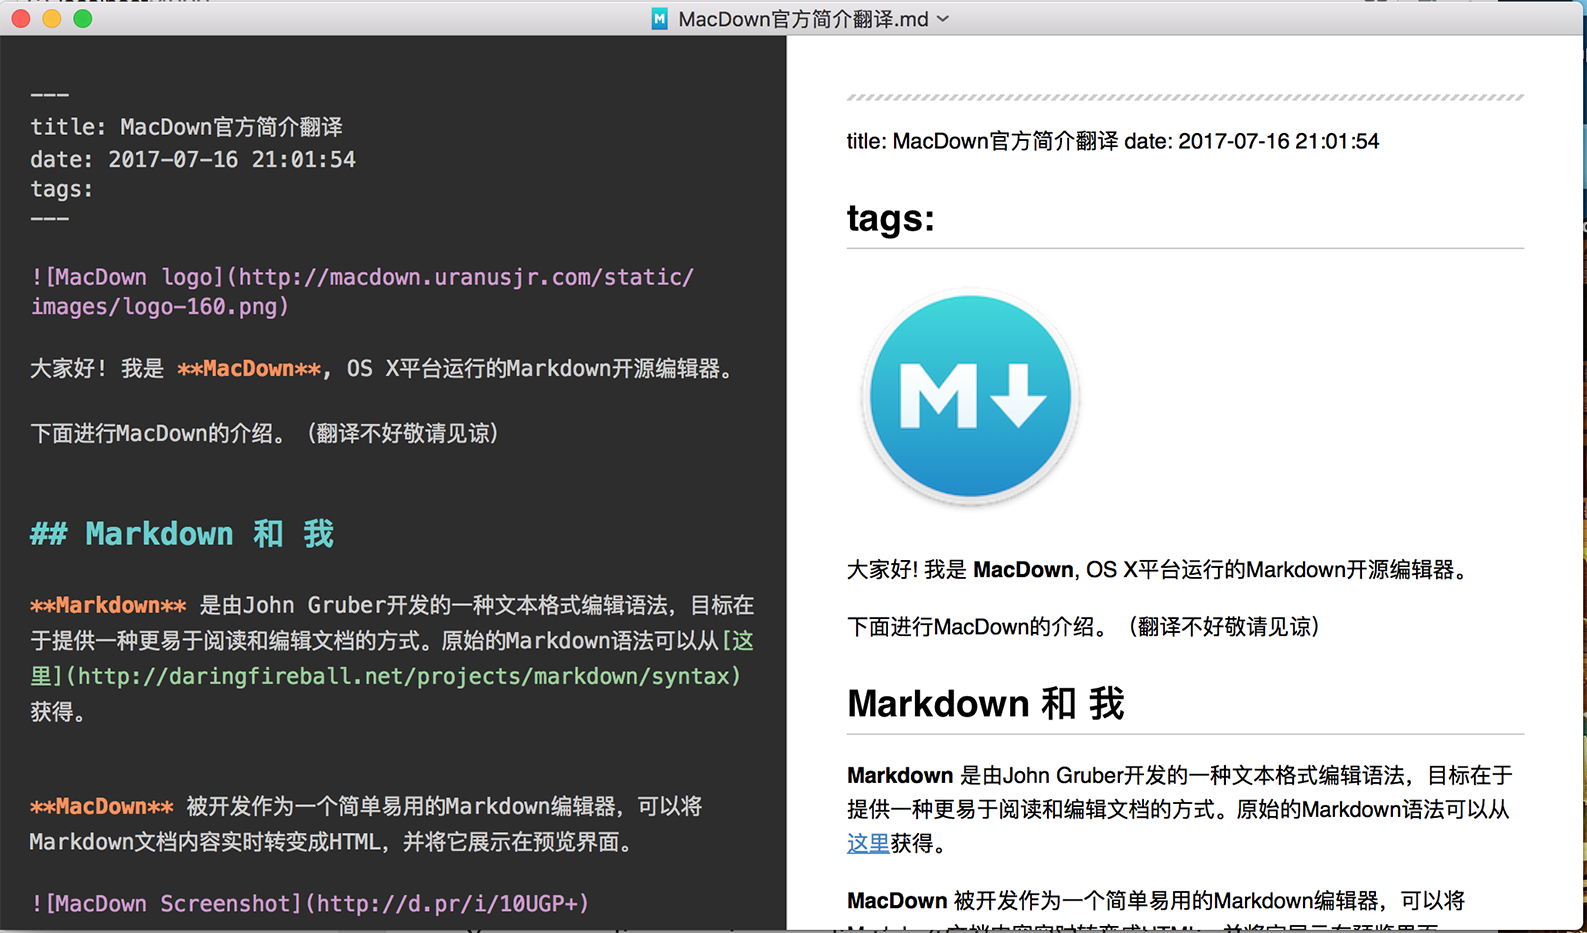 MacDown官方简介翻译.md
---
title: MacDown官方简介翻译
date: 2017-07-16 21:01:54
tags:
---
![MacDown logo](http://macdown.uranusjr.com/static/
images/logo-160.png)
大家好！我是 **MacDown**, OS X平台运行的Markdown开源编辑器。
下面进行MacDown的介绍。（翻译不好敬请见谅）
## Markdown 和 我
**Markdown** 是由John Gruber开发的一种文本格式编辑语法，目标在
于提供一种更易于阅读和编辑文档的方式。原始的Markdown语法可以从[这
里](http://daringfireball.net/projects/markdown/syntax)
获得。
**MacDown** 被开发作为一个简单易用的Markdown编辑器，可以将
Markdown文档内容实时转变成HTML，并将它展示在预览界面。
![MacDown Screenshot](http://d.pr/i/10UGP+)
title: MacDown官方简介翻译 date: 2017-07-16 21:01:54
tags:
M
大家好! 我是 MacDown, OS X平台运行的Markdown开源编辑器。
下面进行MacDown的介绍。（翻译不好敬请见谅）
Markdown 和 我
Markdown 是由John Gruber开发的一种文本格式编辑语法，目标在于
提供一种更易于阅读和编辑文档的方式。原始的Markdown语法可以从
这里获得。
MacDown 被开发作为一个简单易用的Markdown编辑器，可以将